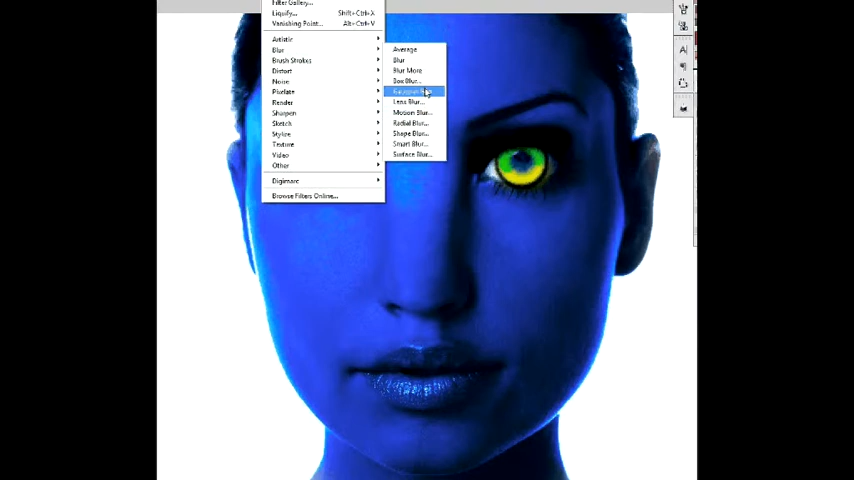 Filter Gallery...
Liquify... Shift+Ctrl+X
Vanishing Point... Alt+Ctrl+V
Artistic
Blur
Brush Strokes
Distort
Noise
Pixelate
Render
Sharpen
Sketch
Stylize
Texture
Video
Other
Digimarc
Browse Filters Online...
Average
Blur
Blur More
Box Blur...
Gaussian Blur...
Lens Blur...
Motion Blur...
Radial Blur...
Shape Blur...
Smart Blur...
Surface Blur...
A